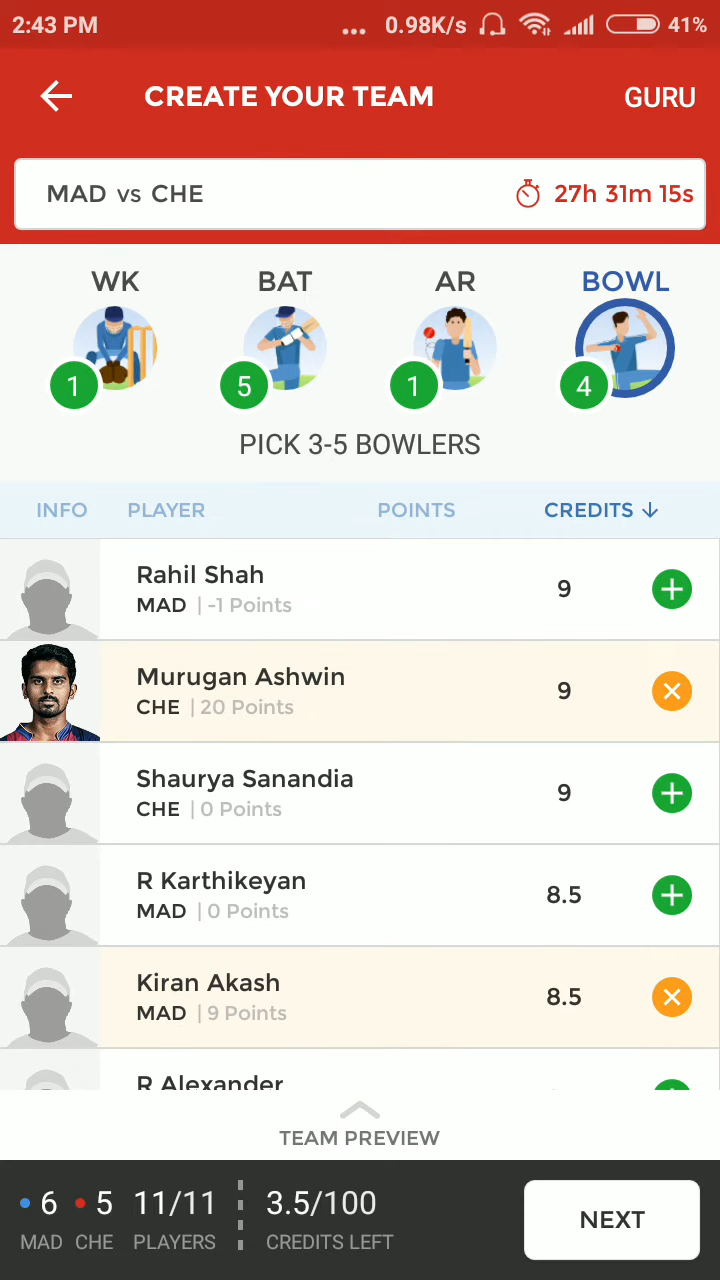 2:43 PM ... 0.98K/s 41%
CREATE YOUR TEAM GURU
MAD vs CHE 27h 31m 15s
WK BAT AR BOWL
1 5 1 4
PICK 3-5 BOWLERS
INFO PLAYER POINTS CREDITS ↓
Rahil Shah
MAD | -1 Points 9
Murugan Ashwin
CHE | 20 Points 9
Shaurya Sanandia
CHE | 0 Points 9
R Karthikeyan
MAD | 0 Points 8.5
Kiran Akash
MAD | 9 Points 8.5
R Alexander
TEAM PREVIEW
6 5 11/11 3.5/100
MAD CHE PLAYERS CREDITS LEFT
NEXT